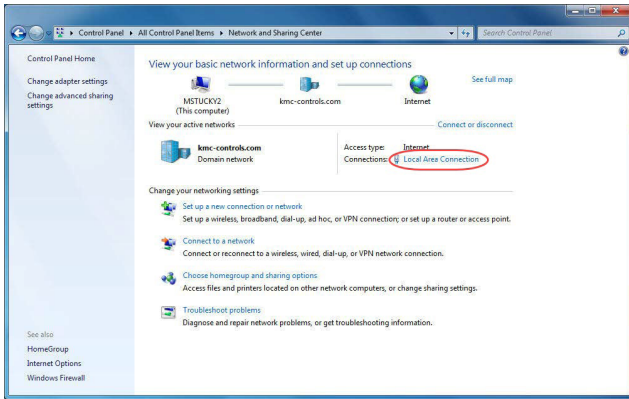 Control Panel ▸ All Control Panel Items ▸ Network and Sharing Center
Search Control Panel
Control Panel Home
Change adapter settings
Change advanced sharing
settings
View your basic network information and set up connections
See full map
MSTUCKY2
(This computer)
kmc-controls.com
Internet
View your active networks
Connect or disconnect
kmc-controls.com
Domain network
Access type: Internet
Connections: Local Area Connection
Change your networking settings
Set up a new connection or network
Set up a wireless, broadband, dial-up, ad hoc, or VPN connection; or set up a router or access point.
Connect to a network
Connect or reconnect to a wireless, wired, dial-up, or VPN network connection.
Choose homegroup and sharing options
Access files and printers located on other network computers, or change sharing settings.
Troubleshoot problems
Diagnose and repair network problems, or get troubleshooting information.
See also
HomeGroup
Internet Options
Windows Firewall